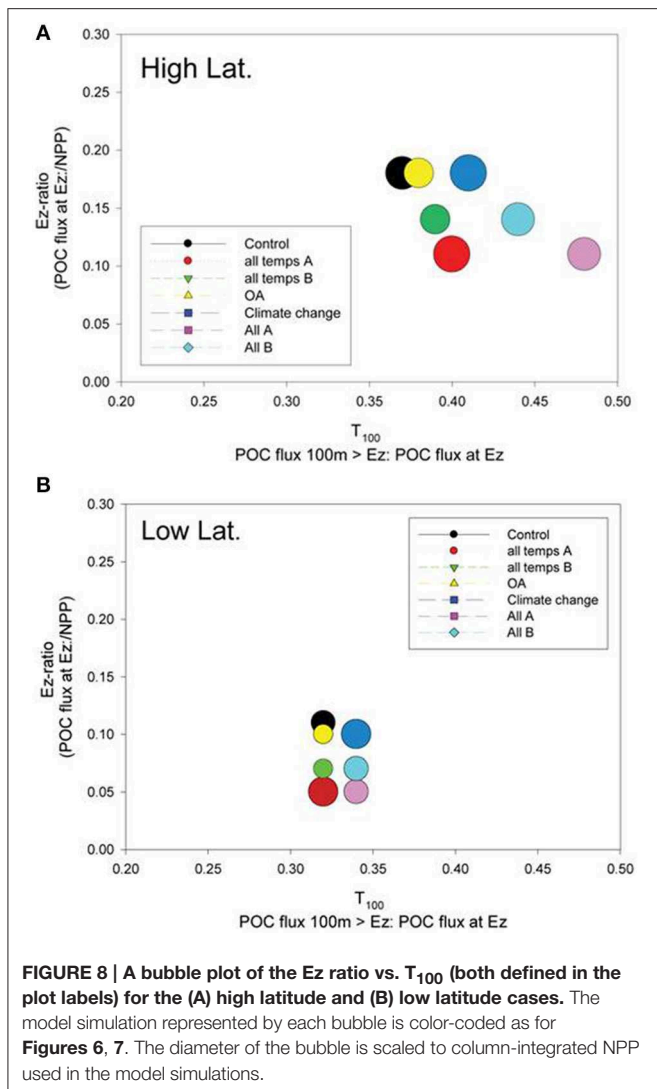 A
High Lat.
0.30
0.25
0.20
0.15
0.10
0.05
0.00
Ez-ratio
(POC flux at Ez:/NPP)
Control
all temps A
all temps B
OA
Climate change
All A
All B
0.20 0.25 0.30 0.35 0.40 0.45 0.50
T100
POC flux 100m > Ez: POC flux at Ez
B
Low Lat.
0.30
0.25
0.20
0.15
0.10
0.05
0.00
Ez-ratio
(POC flux at Ez:/NPP)
Control
all temps A
all temps B
OA
Climate change
All A
All B
0.20 0.25 0.30 0.35 0.40 0.45 0.50
T100
POC flux 100m > Ez: POC flux at Ez
FIGURE 8 | A bubble plot of the Ez ratio vs. T100 (both defined in the
plot labels) for the (A) high latitude and (B) low latitude cases. The
model simulation represented by each bubble is color-coded as for
Figures 6, 7. The diameter of the bubble is scaled to column-integrated NPP
used in the model simulations.